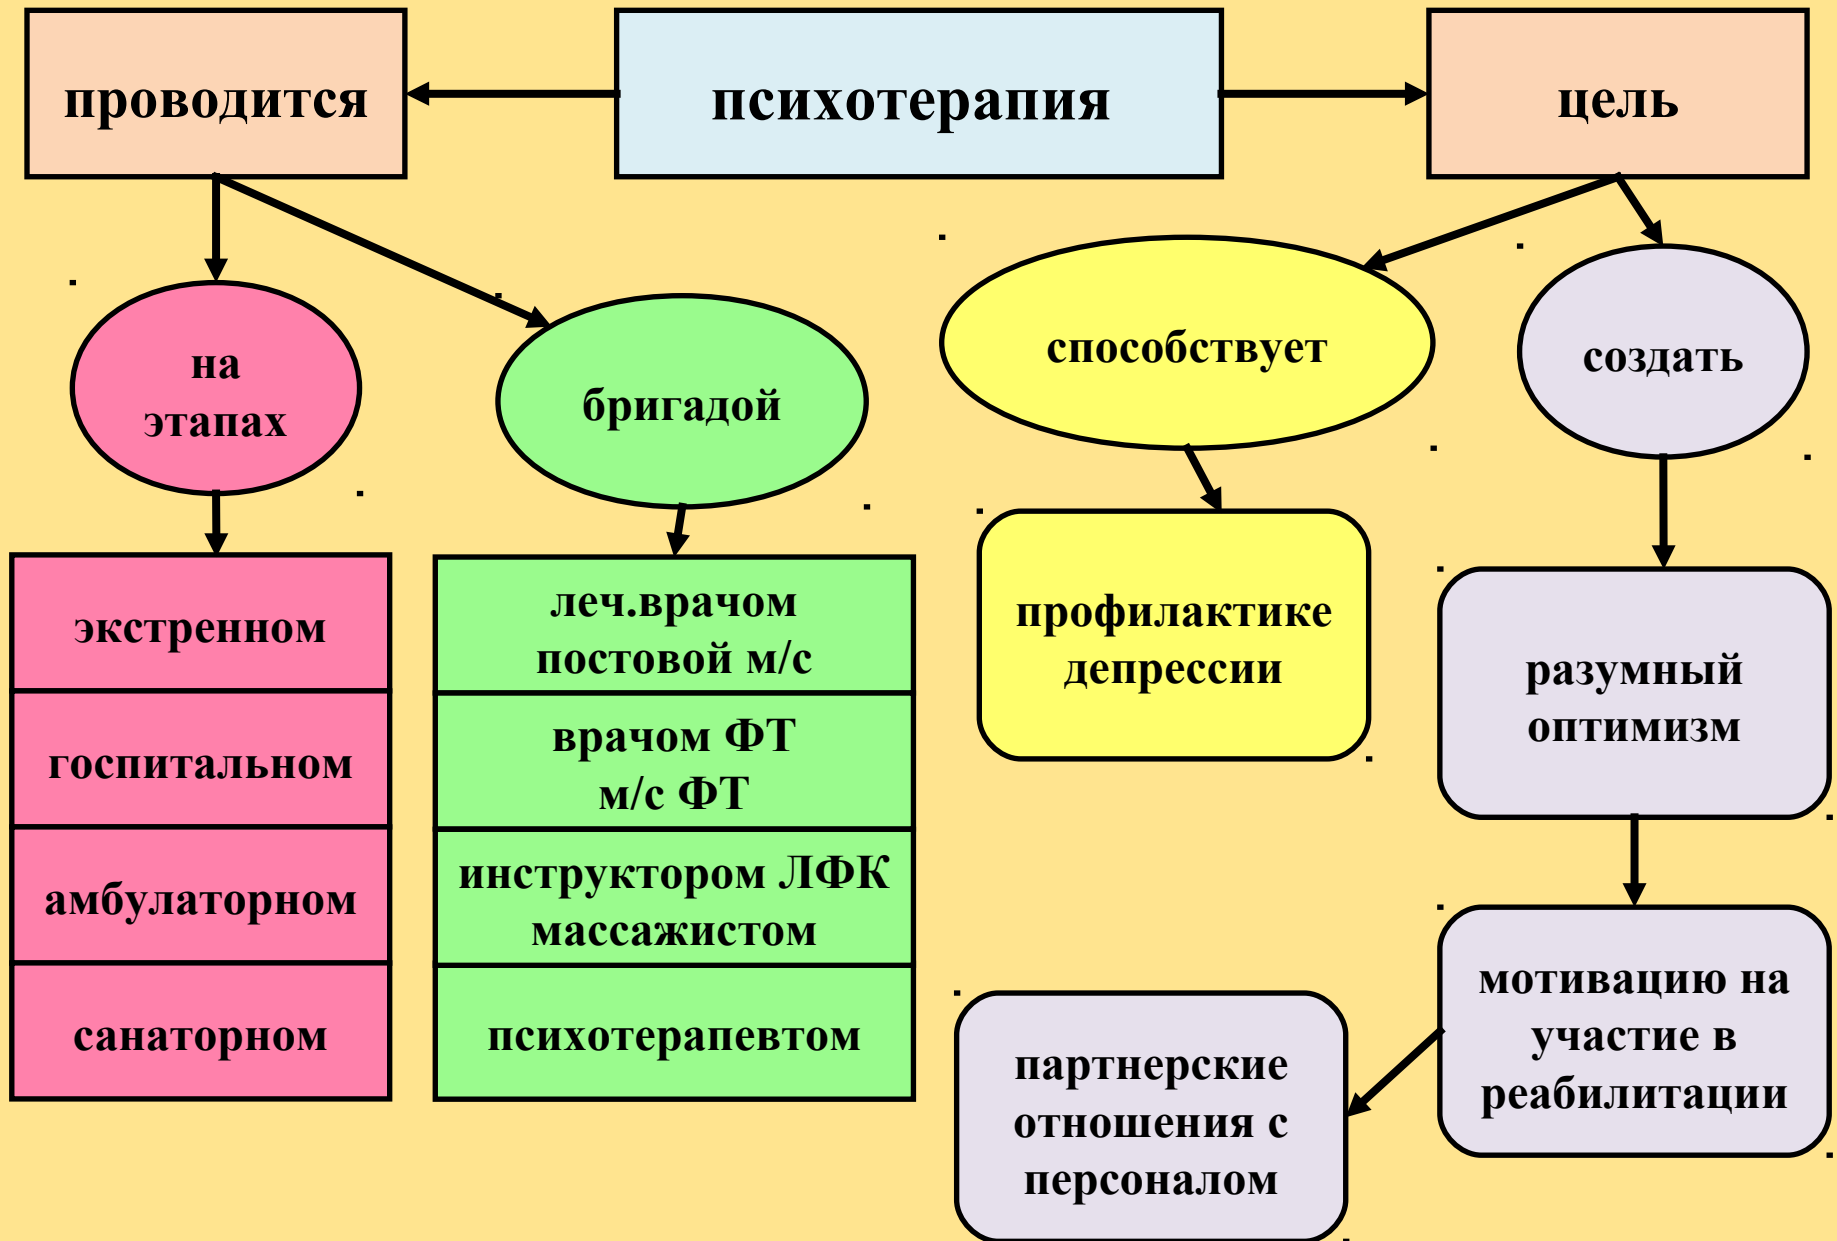 проводится
психотерапия
цель
на
этапах
бригадой
способствует
создать
экстренном
госпитальном
амбулаторном
санаторном
леч.врачом
постовой м/с
врачом ФТ
м/с ФТ
инструктором ЛФК
массажистом
психотерапевтом
профилактике
депрессии
разумный
оптимизм
мотивацию на
участие в
реабилитации
партнерские
отношения с
персоналом